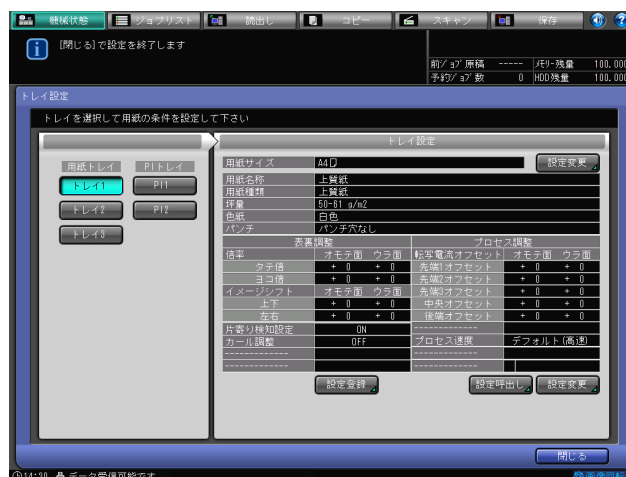 機械状態 ジョブリスト 読出し コピー スキャン 保存
[閉じる]で設定を終了します
前ジョブ原稿 ----- メモリー残量 100.000
予約ジョブ数 0 HDD残量 100.000
トレイ設定
トレイを選択して用紙の条件を設定して下さい
トレイ設定
用紙トレイ PIトレイ
トレイ1 PI1
トレイ2 PI2
トレイ3
用紙サイズ A4 設定変更
用紙名称 上質紙
用紙種類 上質紙
坪量 50-61 g/m2
色紙 白色
パンチ パンチ穴なし
表裏調整 プロセス調整
倍率 オモテ面 ウラ面 転写電流オフセット オモテ面 ウラ面
タテ倍 + 0 + 0 先端1オフセット + 0 + 0
ヨコ倍 + 0 + 0 先端2オフセット + 0 + 0
イメージシフト オモテ面 ウラ面 先端3オフセット + 0 + 0
上下 + 0 + 0 中央オフセット + 0 + 0
左右 + 0 + 0 後端オフセット + 0 + 0
片寄り検知設定 ON -------------
カール調整 OFF プロセス速度 デフォルト(高速)
------------- -------------
------------- -------------
設定登録 設定呼出し 設定変更
閉じる
14:30 データ受信可能です 画像回転